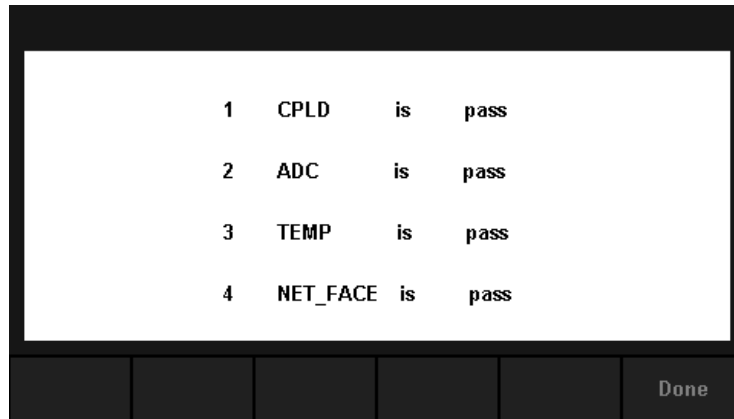 1 CPLD is pass
2 ADC is pass
3 TEMP is pass
4 NET_FACE is pass
Done